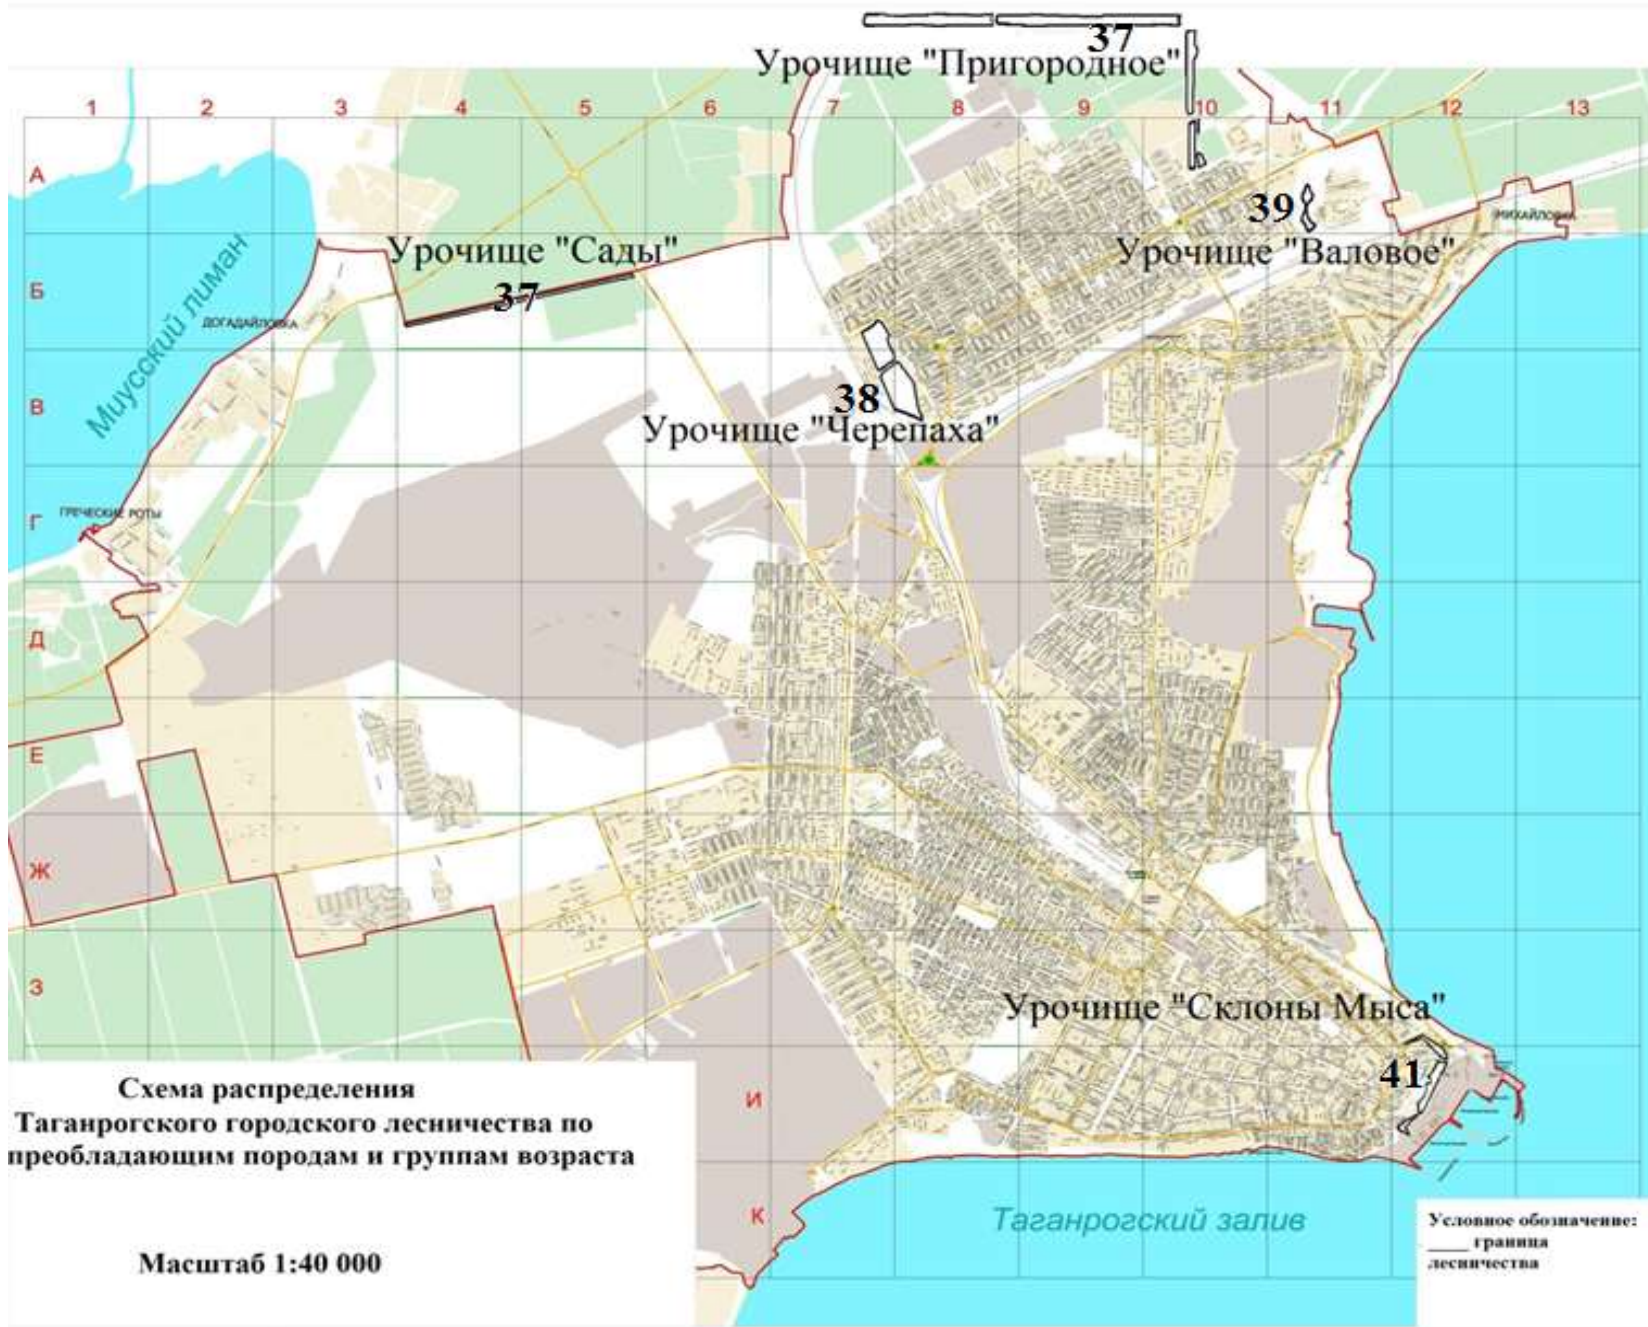 37
Урочище "Пригородное"
1 2 3 4 5 6 7 8 9 10 11 12 13
А
39
МИХАЙЛОВКА
Урочище "Сады"
Урочище "Валовое"
Б
37
ДОГАДАЙЛОВКА
Миусский лиман
В
38
Урочище "Черепаха"
Г
ГРЕЧЕСКИЕ РОТЫ
Д
Е
Ж
З
Урочище "Склоны Мыса"
41
Схема распределения
Таганрогского городского лесничества по
преобладающим породам и группам возраста
И
К
Таганрогский залив
Масштаб 1:40 000
Условное обозначение:
____ граница
лесничества